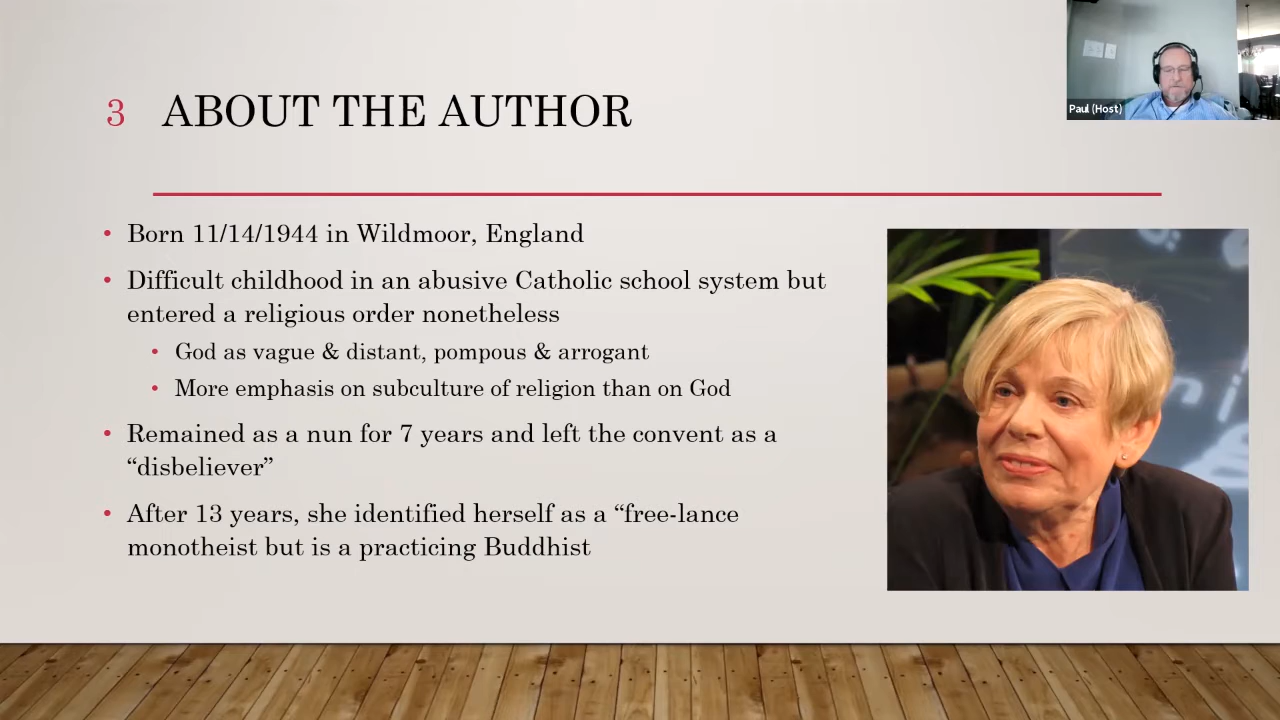 3 ABOUT THE AUTHOR
Paul (Host)
• Born 11/14/1944 in Wildmoor, England
• Difficult childhood in an abusive Catholic school system but
entered a religious order nonetheless
• God as vague & distant, pompous & arrogant
• More emphasis on subculture of religion than on God
• Remained as a nun for 7 years and left the convent as a
“disbeliever”
• After 13 years, she identified herself as a “free-lance
monotheist but is a practicing Buddhist